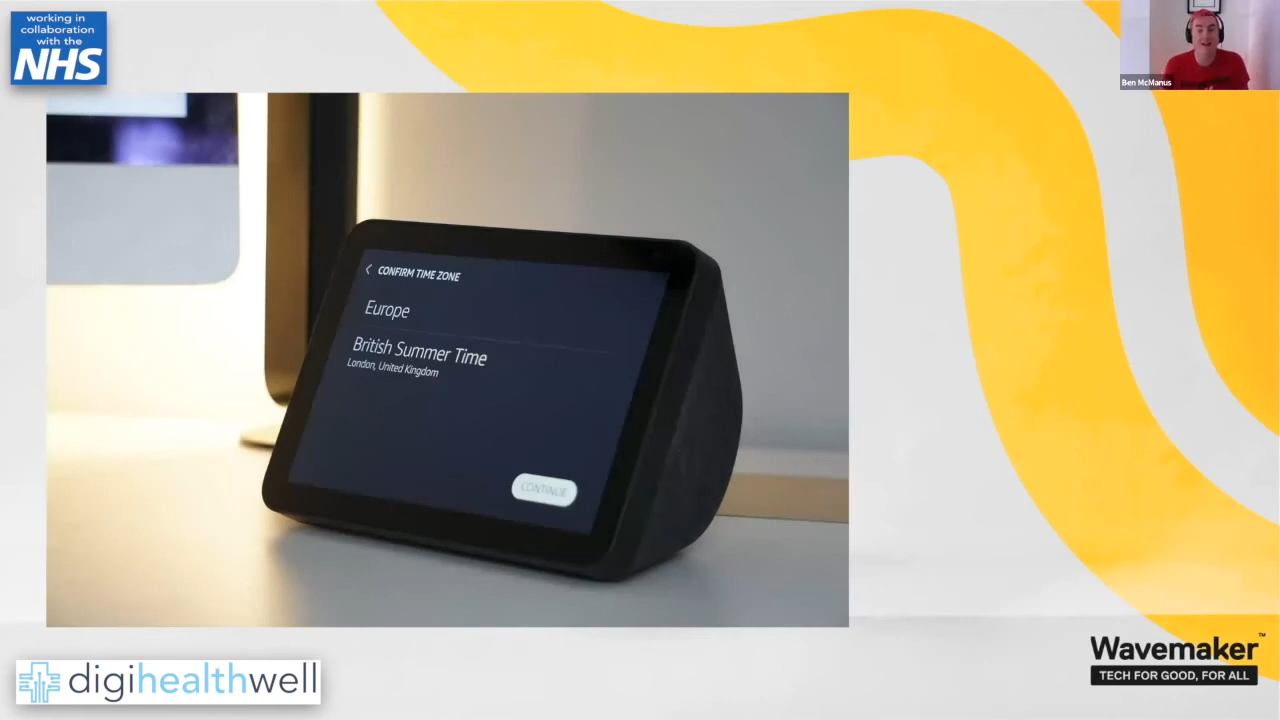 working in
collaboration
with the
NHS
Ben McManus
CONFIRM TIME ZONE
Europe
British Summer Time
London, United Kingdom
CONTINUE
digihealthwell
Wavemaker™
TECH FOR GOOD, FOR ALL